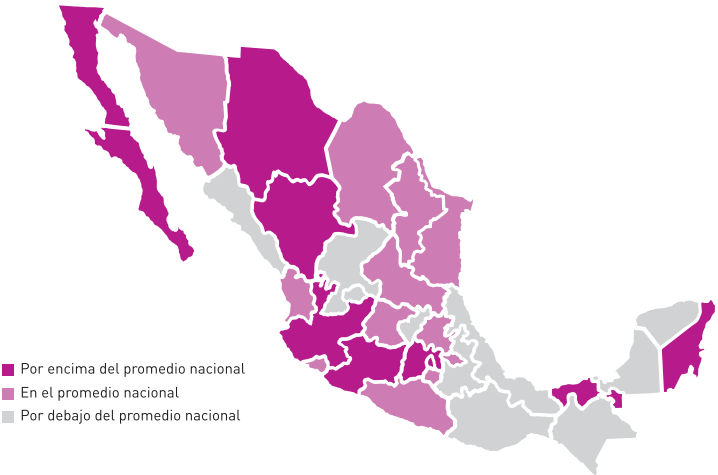 Por encima del promedio nacional
En el promedio nacional
Por debajo del promedio nacional